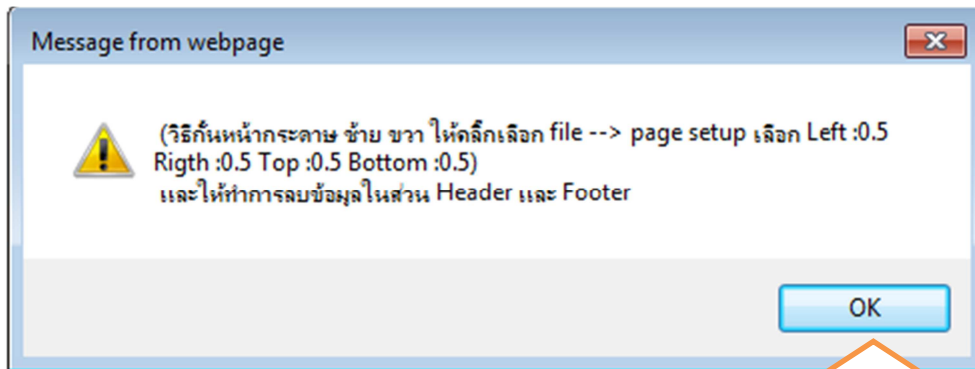 Message from webpage
(วิธีกั้นหน้ากระดาษ ซ้าย ขวา ให้คลิ๊กเลือก file --> page setup เลือก Left :0.5
Rigth :0.5 Top :0.5 Bottom :0.5)
และให้ทำการลบข้อมูลในส่วน Header และ Footer
OK